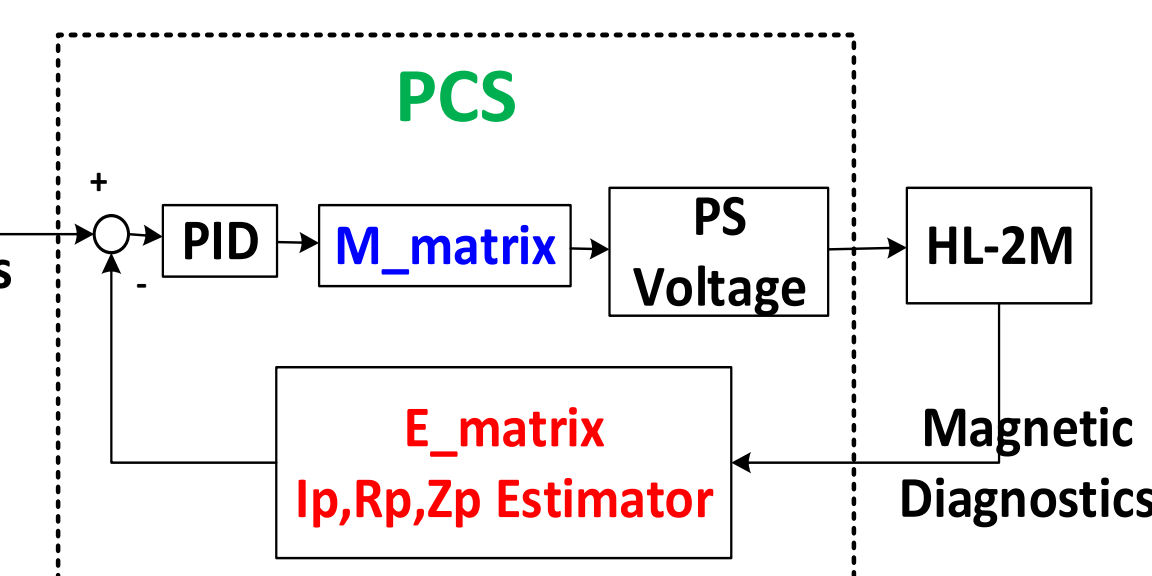 PCS
+
PID
M_matrix
PS
Voltage
HL-2M
s
-
E_matrix
Ip,Rp,Zp Estimator
Magnetic
Diagnostics